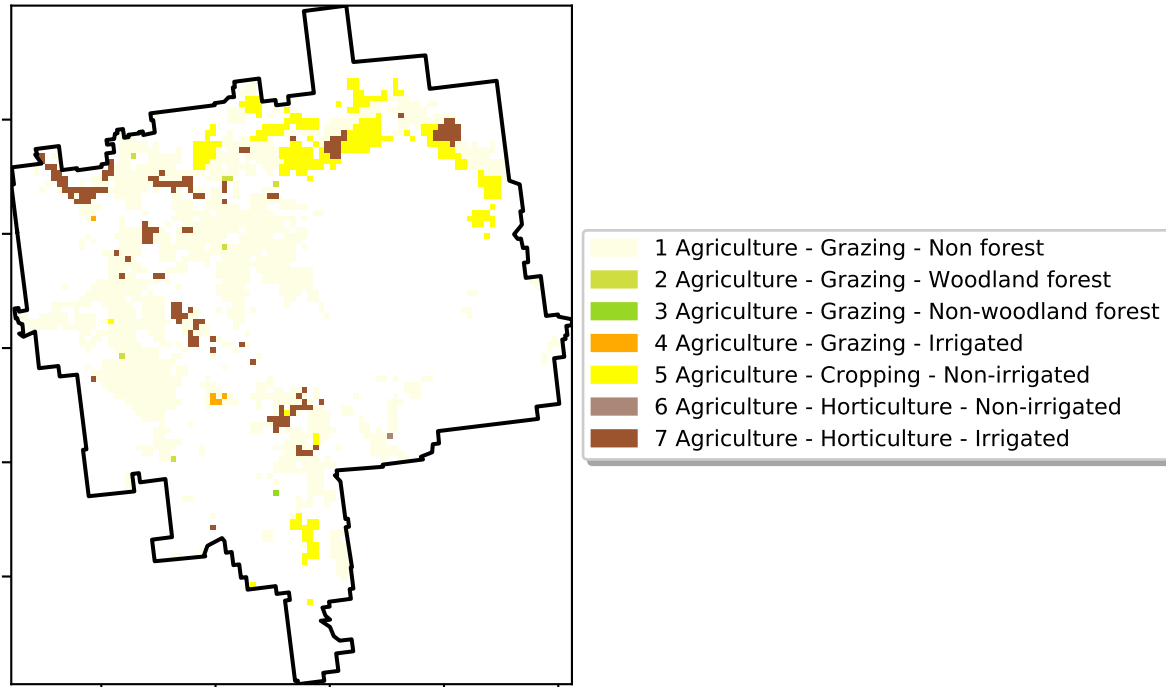 1 Agriculture - Grazing - Non forest
2 Agriculture - Grazing - Woodland forest
3 Agriculture - Grazing - Non-woodland forest
4 Agriculture - Grazing - Irrigated
5 Agriculture - Cropping - Non-irrigated
6 Agriculture - Horticulture - Non-irrigated
7 Agriculture - Horticulture - Irrigated